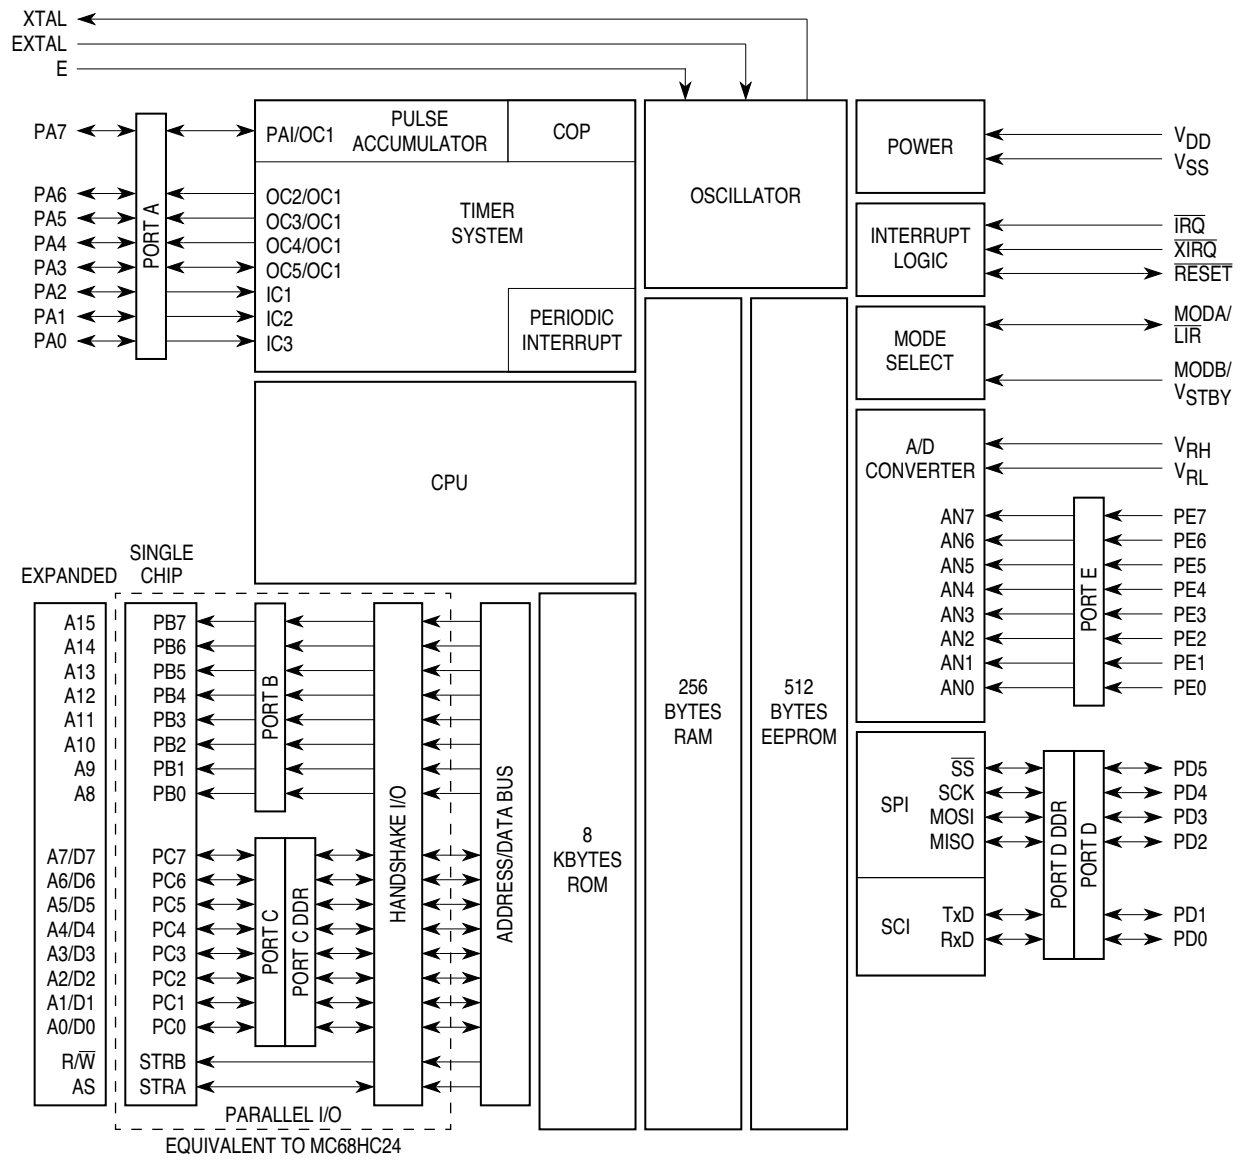 XTAL
EXTAL
E
PA7
PA6
PA5
PA4
PA3
PA2
PA1
PA0
PORT A
PAI/OC1
PULSE
ACCUMULATOR
COP
OC2/OC1
OC3/OC1
OC4/OC1
OC5/OC1
IC1
IC2
IC3
TIMER
SYSTEM
PERIODIC
INTERRUPT
OSCILLATOR
POWER
VDD
VSS
INTERRUPT
LOGIC
IRQ
XIRQ
RESET
MODE
SELECT
MODA/
LIR
MODB/
VSTBY
CPU
A/D
CONVERTER
VRH
VRL
AN7
AN6
AN5
AN4
AN3
AN2
AN1
AN0
PORT E
PE7
PE6
PE5
PE4
PE3
PE2
PE1
PE0
EXPANDED
SINGLE
CHIP
A15
A14
A13
A12
A11
A10
A9
A8
A7/D7
A6/D6
A5/D5
A4/D4
A3/D3
A2/D2
A1/D1
A0/D0
R/W
AS
PB7
PB6
PB5
PB4
PB3
PB2
PB1
PB0
PC7
PC6
PC5
PC4
PC3
PC2
PC1
PC0
STRB
STRA
PORT B
PORT C
PORT C DDR
HANDSHAKE I/O
ADDRESS/DATA BUS
8
KBYTES
ROM
256
BYTES
RAM
512
BYTES
EEPROM
SPI
SS
SCK
MOSI
MISO
SCI
TxD
RxD
PORT D DDR
PORT D
PD5
PD4
PD3
PD2
PD1
PD0
PARALLEL I/O
EQUIVALENT TO MC68HC24